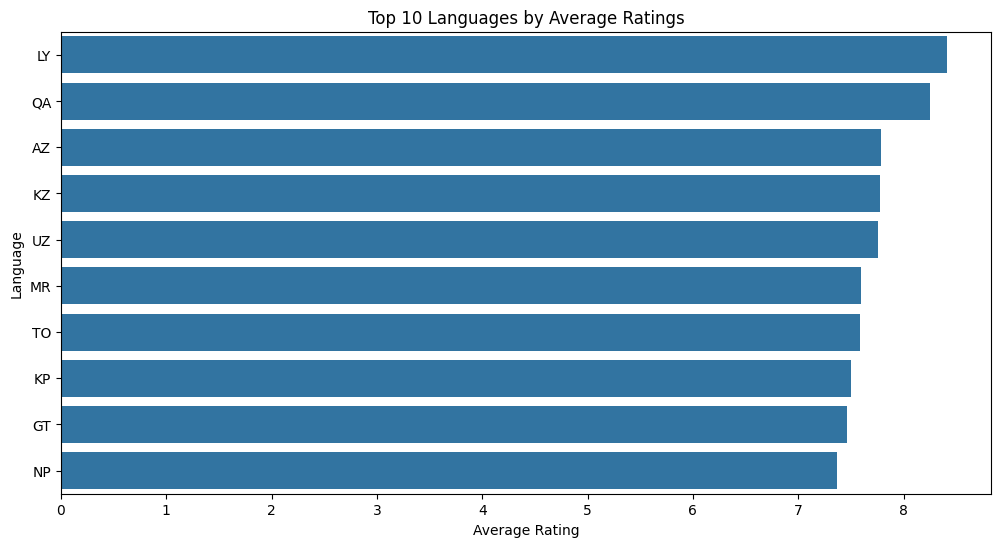 Top 10 Languages by Average Ratings
LY
QA
AZ
KZ
UZ
MR
TO
KP
GT
NP
Language
0 1 2 3 4 5 6 7 8
Average Rating